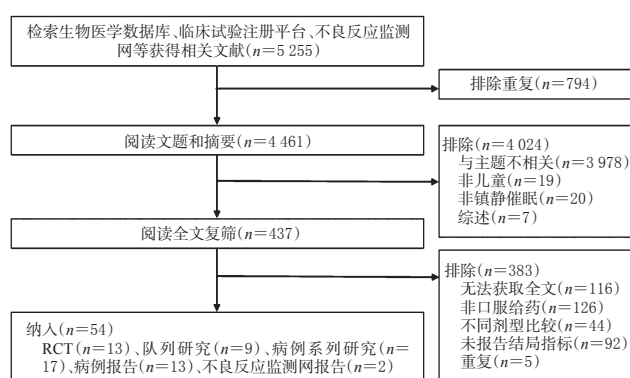 检索生物医学数据库、临床试验注册平台、不良反应监测
网等获得相关文献(n=5 255)
排除重复(n=794)
阅读文题和摘要(n=4 461)
排除(n=4 024)
与主题不相关(n=3 978)
非儿童(n=19)
非镇静催眠(n=20)
综述(n=7)
阅读全文复筛(n=437)
排除(n=383)
无法获取全文(n=116)
非口服给药(n=126)
不同剂型比较(n=44)
未报告结局指标(n=92)
重复(n=5)
纳入(n=54)
RCT(n=13)、队列研究(n=9)、病例系列研究(n=
17)、病例报告(n=13)、不良反应监测网报告(n=2)